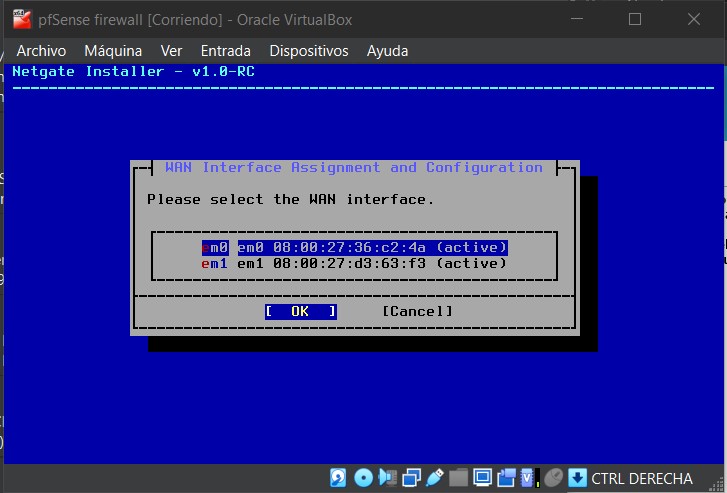 pfSense firewall [Corriendo] - Oracle VirtualBox
Archivo Máquina Ver Entrada Dispositivos Ayuda
Netgate Installer - v1.0-RC
WAN Interface Assignment and Configuration
Please select the WAN interface.
em0 em0 08:00:27:36:c2:4a (active)
em1 em1 08:00:27:d3:63:f3 (active)
[ OK ] [Cancel]
CTRL DERECHA